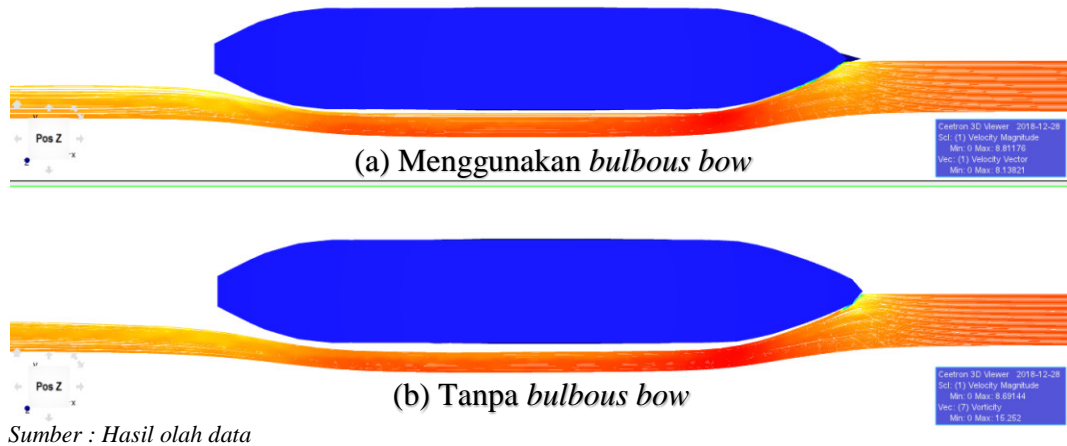 Pos Z
Ceetron 3D Viewer 2018-12-28
Scl: (1) Velocity Magnitude
Min: 0 Max: 8.81176
Vec: (1) Velocity Vector
Min: 0 Max: 8.13821
(a) Menggunakan bulbous bow
Pos Z
Ceetron 3D Viewer 2018-12-28
Scl: (1) Velocity Magnitude
Min: 0 Max: 8.69144
Vec: (7) Vorticity
Min: 0 Max: 15.252
(b) Tanpa bulbous bow
Sumber : Hasil olah data